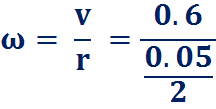 ω = v/r = 0.6/(0.05/2)